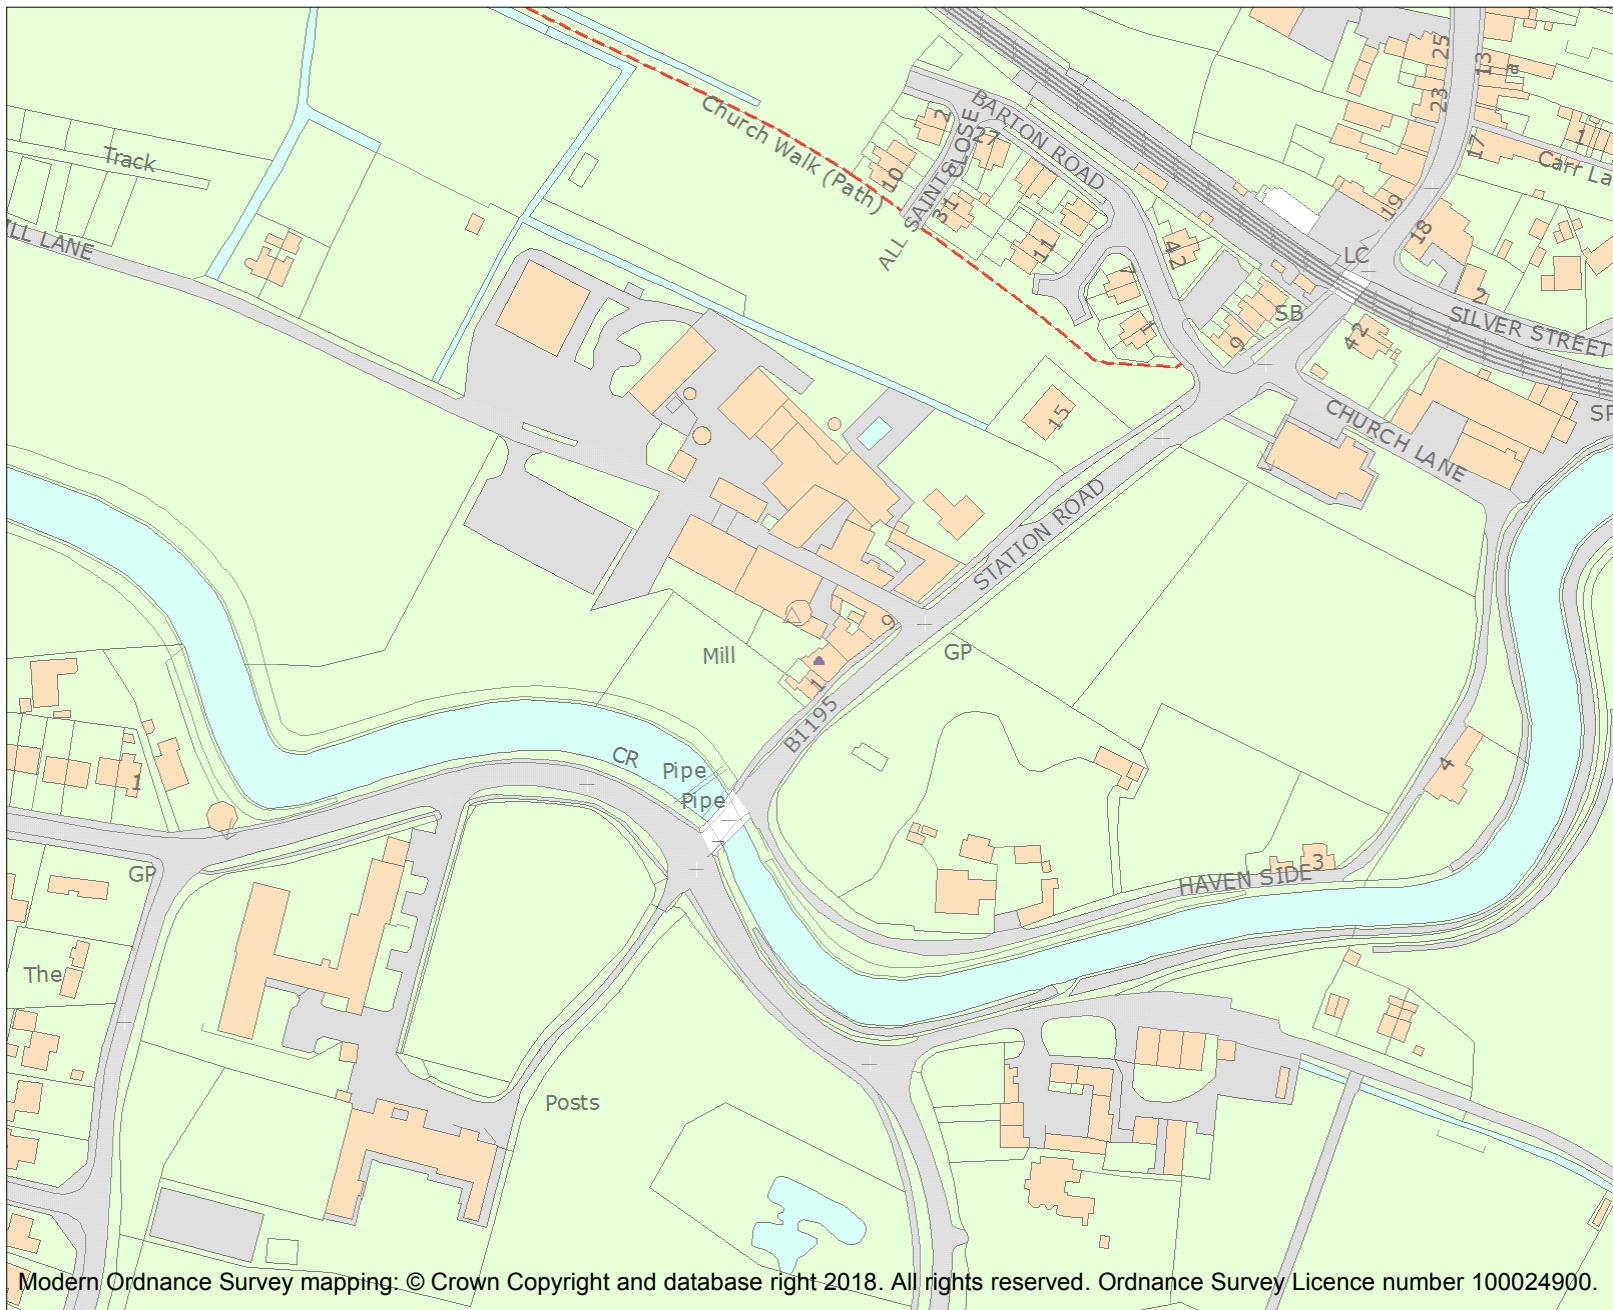 25
13
a
23
2
BARTON ROAD
27
Church Walk (Path)
ALL SAINTS CLOSE
17
1
Carr La
Track
10
31
19
18
11
42
LC
ILL LANE
7
2
SB
SILVER STREET
1
9
42
15
CHURCH LANE
SP
STATION ROAD
9
GP
Mill
1
B1195
CR
Pipe
Pipe
1
4
3
HAVEN SIDE
GP
The
Posts
Modern Ordnance Survey mapping: © Crown Copyright and database right 2018. All rights reserved. Ordnance Survey Licence number 100024900.